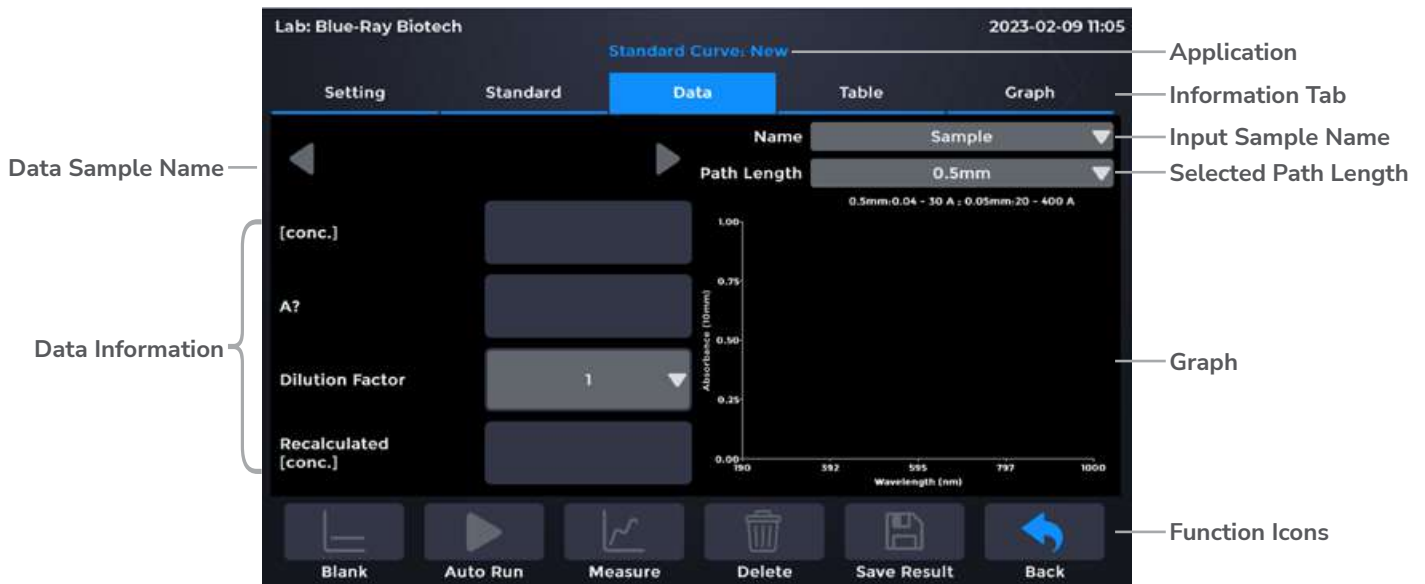 Lab: Blue-Ray Biotech
2023-02-09 11:05
Standard Curve: New
Application
Setting
Standard
Data
Table
Graph
Information Tab
Name
Sample
Input Sample Name
Data Sample Name
Path Length
0.5mm
Selected Path Length
0.5mm:0.04 - 30 A ; 0.05mm:20 - 400 A
[conc.]
A?
Dilution Factor
1
Recalculated
[conc.]
Data Information
1.00
0.75
0.50
0.25
0.00
Absorbance (10mm)
190
392
595
797
1000
Wavelength (nm)
Graph
Blank
Auto Run
Measure
Delete
Save Result
Back
Function Icons